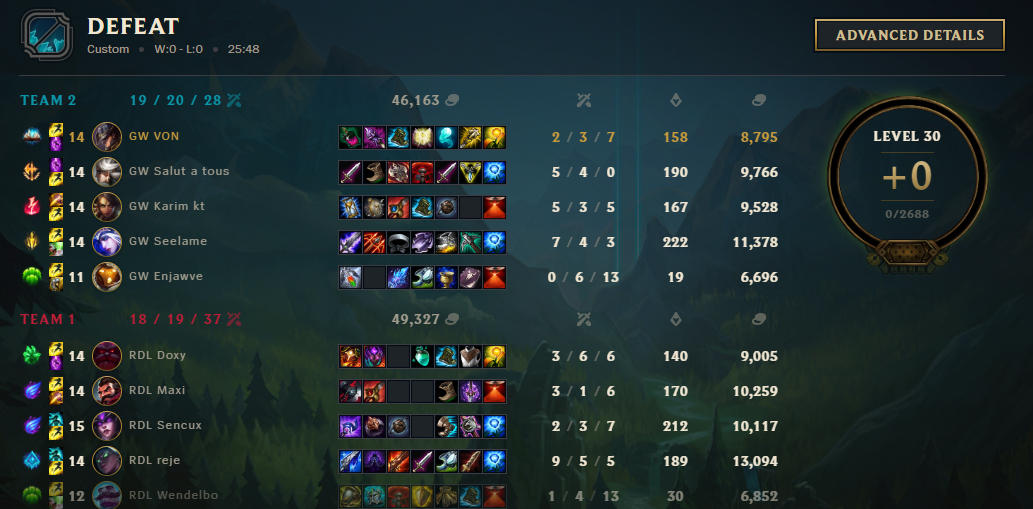 DEFEAT
Custom • W:0 - L:0 • 25:48
ADVANCED DETAILS
TEAM 2 19 / 20 / 28 46,163
14 GW VON 2 / 3 / 7 158 8,795
14 GW Salut a tous 5 / 4 / 0 190 9,766
14 GW Karim kt 5 / 3 / 5 167 9,528
14 GW Seelame 7 / 4 / 3 222 11,378
11 GW Enjawve 0 / 6 / 13 19 6,696
LEVEL 30
+0
0/2688
TEAM 1 18 / 19 / 37 49,327
14 RDL Doxy 3 / 6 / 6 140 9,005
14 RDL Maxi 3 / 1 / 6 170 10,259
15 RDL Sencux 2 / 3 / 7 212 10,117
14 RDL reje 9 / 5 / 5 189 13,094
12 RDL Wendelbo 1 / 4 / 13 30 6,852